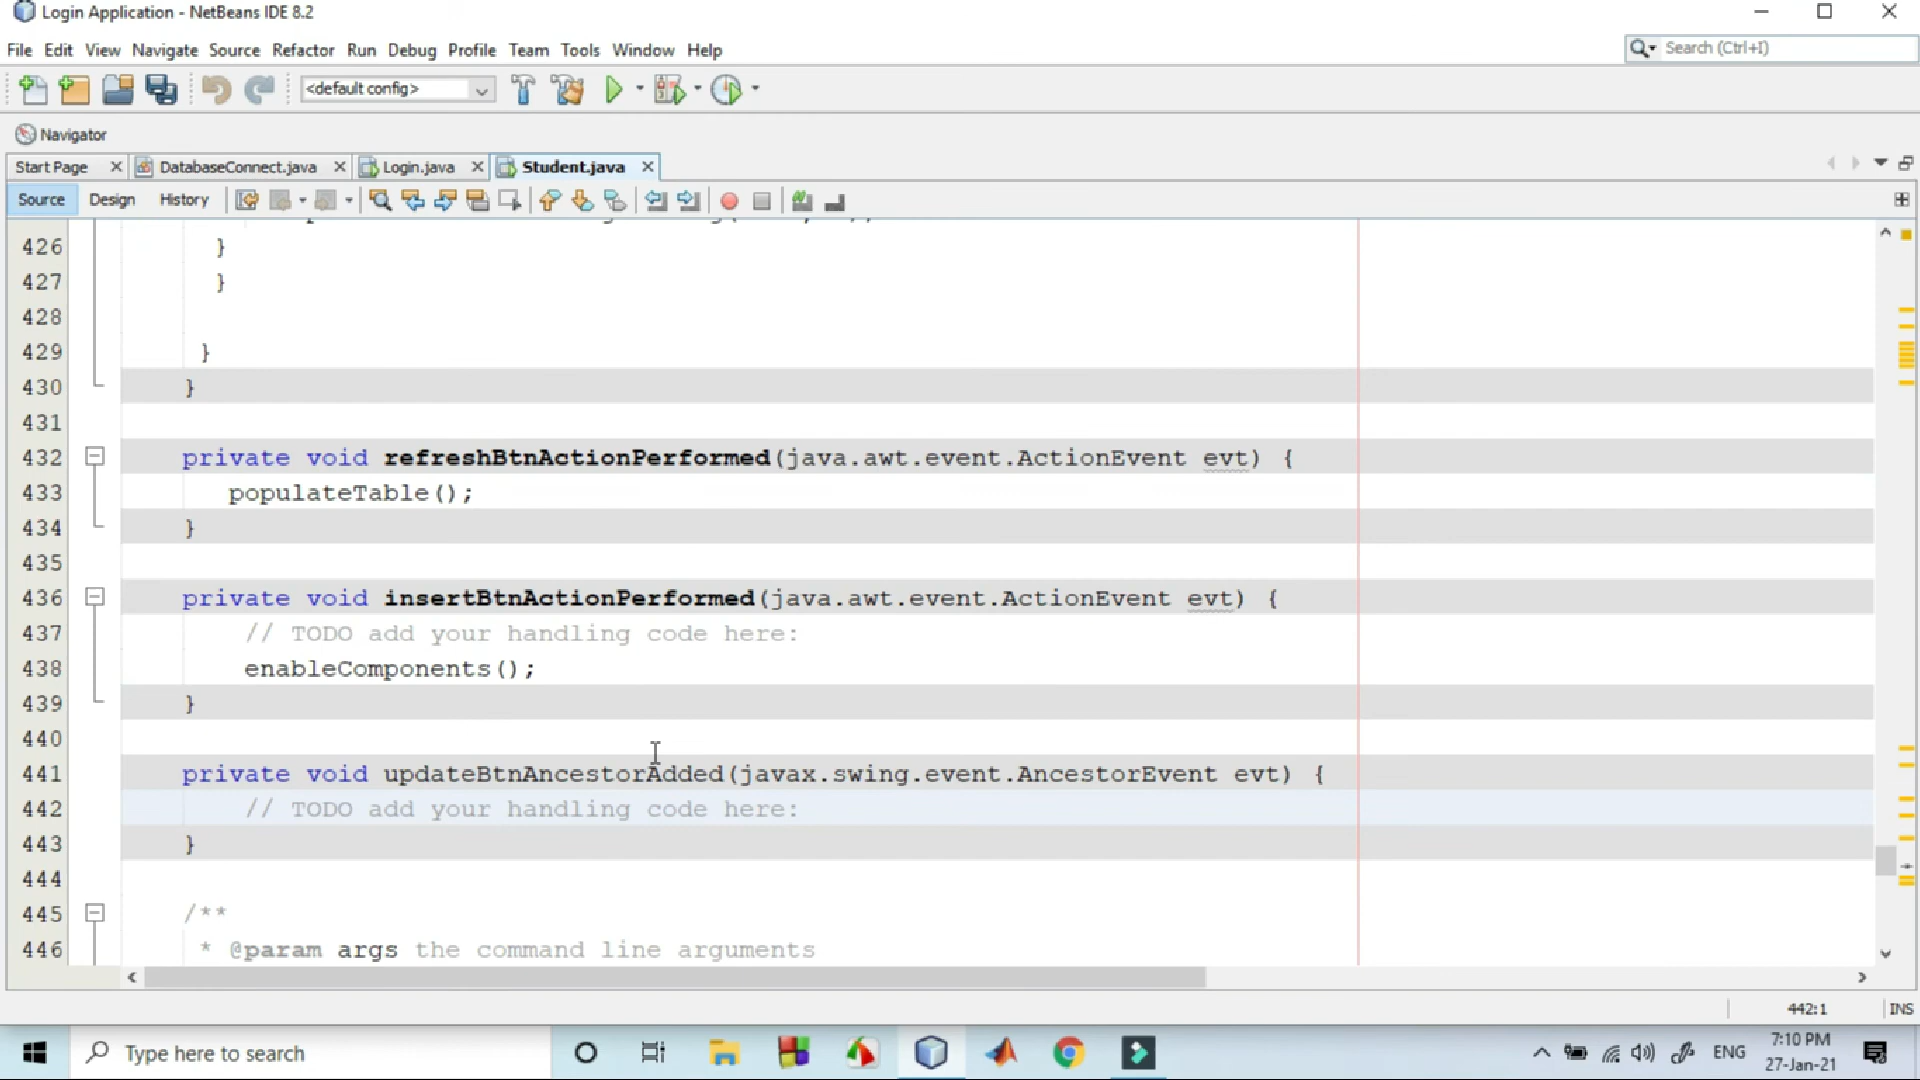 Login Application - NetBeans IDE 8.2
File Edit View Navigate Source Refactor Run Debug Profile Team Tools Window Help
Search (Ctrl+I)
<default config>
Navigator
Start Page DatabaseConnect.java Login.java Student.java
Source Design History
426 }
427 }
428
429 }
430 }
431
432 private void refreshBtnActionPerformed(java.awt.event.ActionEvent evt) {
433 populateTable();
434 }
435
436 private void insertBtnActionPerformed(java.awt.event.ActionEvent evt) {
437 // TODO add your handling code here:
438 enableComponents();
439 }
440
441 private void updateBtnAncestorAdded(javax.swing.event.AncestorEvent evt) {
442 // TODO add your handling code here:
443 }
444
445 /**
446 * @param args the command line arguments
442:1 INS
Type here to search
ENG
7:10 PM
27-Jan-21